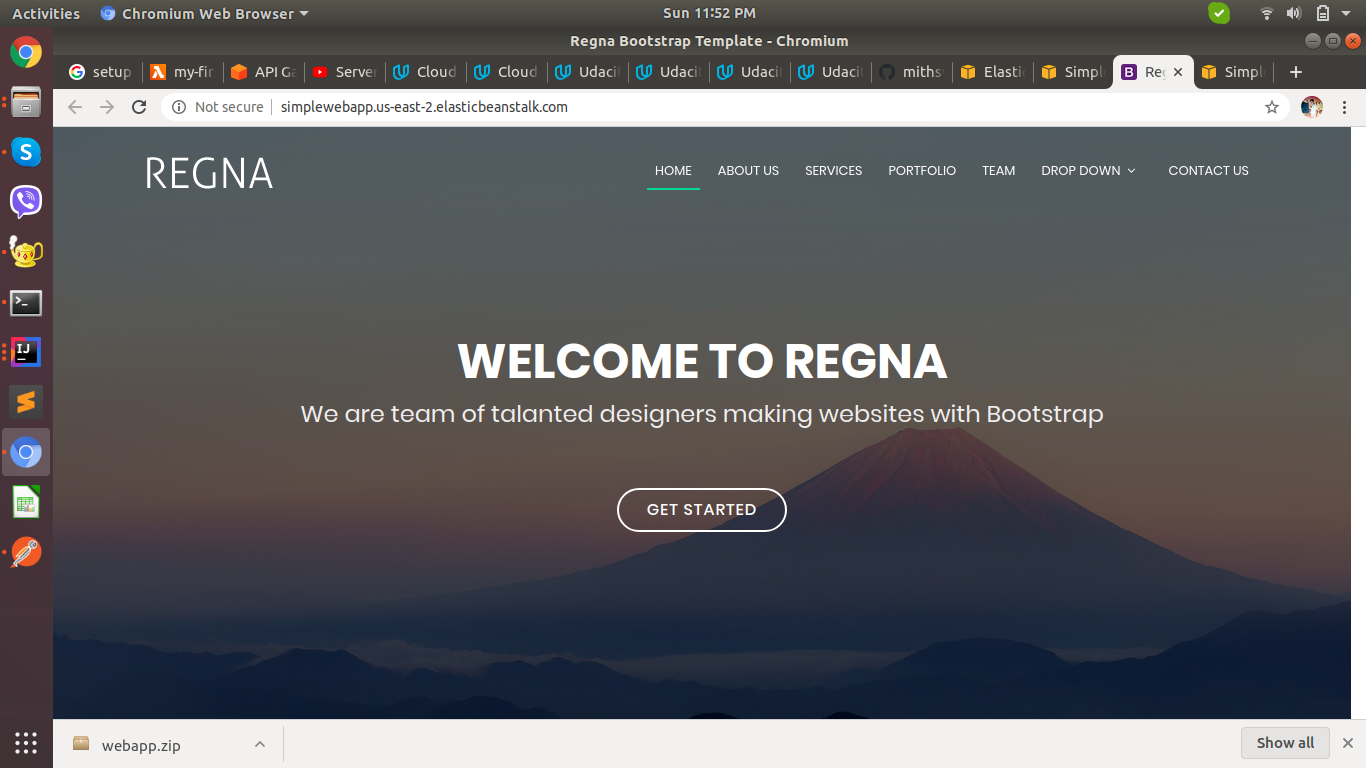 Activities Chromium Web Browser Sun 11:52 PM
Regna Bootstrap Template - Chromium
setup my-fir API Ga Server Cloud Cloud Udaci Udaci Udaci Udaci miths Elastic Simple Reg Simple
Not secure simplewebapp.us-east-2.elasticbeanstalk.com
REGNA HOME ABOUT US SERVICES PORTFOLIO TEAM DROP DOWN CONTACT US
WELCOME TO REGNA
We are team of talanted designers making websites with Bootstrap
GET STARTED
webapp.zip Show all